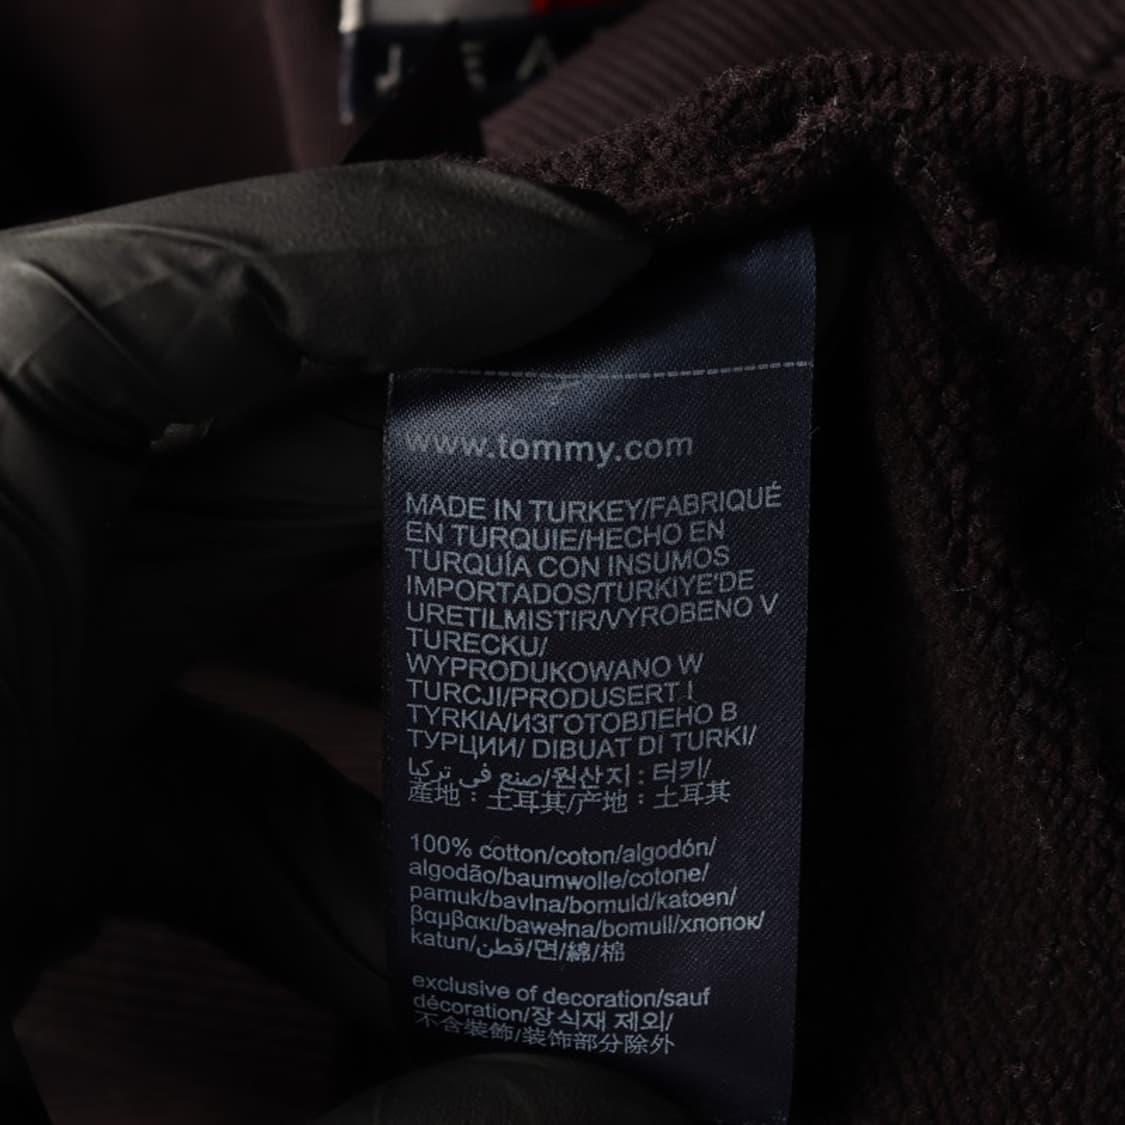 JEA
www.tommy.com
MADE IN TURKEY/FABRIQUÉ
EN TURQUIE/HECHO EN
TURQUÍA CON INSUMOS
IMPORTADOS/TURKIYE'DE
URETILMISTIR/VYROBENO V
TURECKU/
WYPRODUKOWANO W
TURCJI/PRODUSERT I
TYRKIA/ИЗГОТОВЛЕНО В
ТУРЦИИ/ DIBUAT DI TURKI/
صنع في تركيا/원산지 : 터키/
產地：土耳其/产地：土耳其
100% cotton/coton/algodón/
algodão/baumwolle/cotone/
pamuk/bavlna/bomuld/katoen/
βαμβακι/bawełna/bomull/хлопок/
katun/قطن/면/綿/棉
exclusive of decoration/sauf
décoration/장식재 제외/
不含裝飾/装饰部分除外